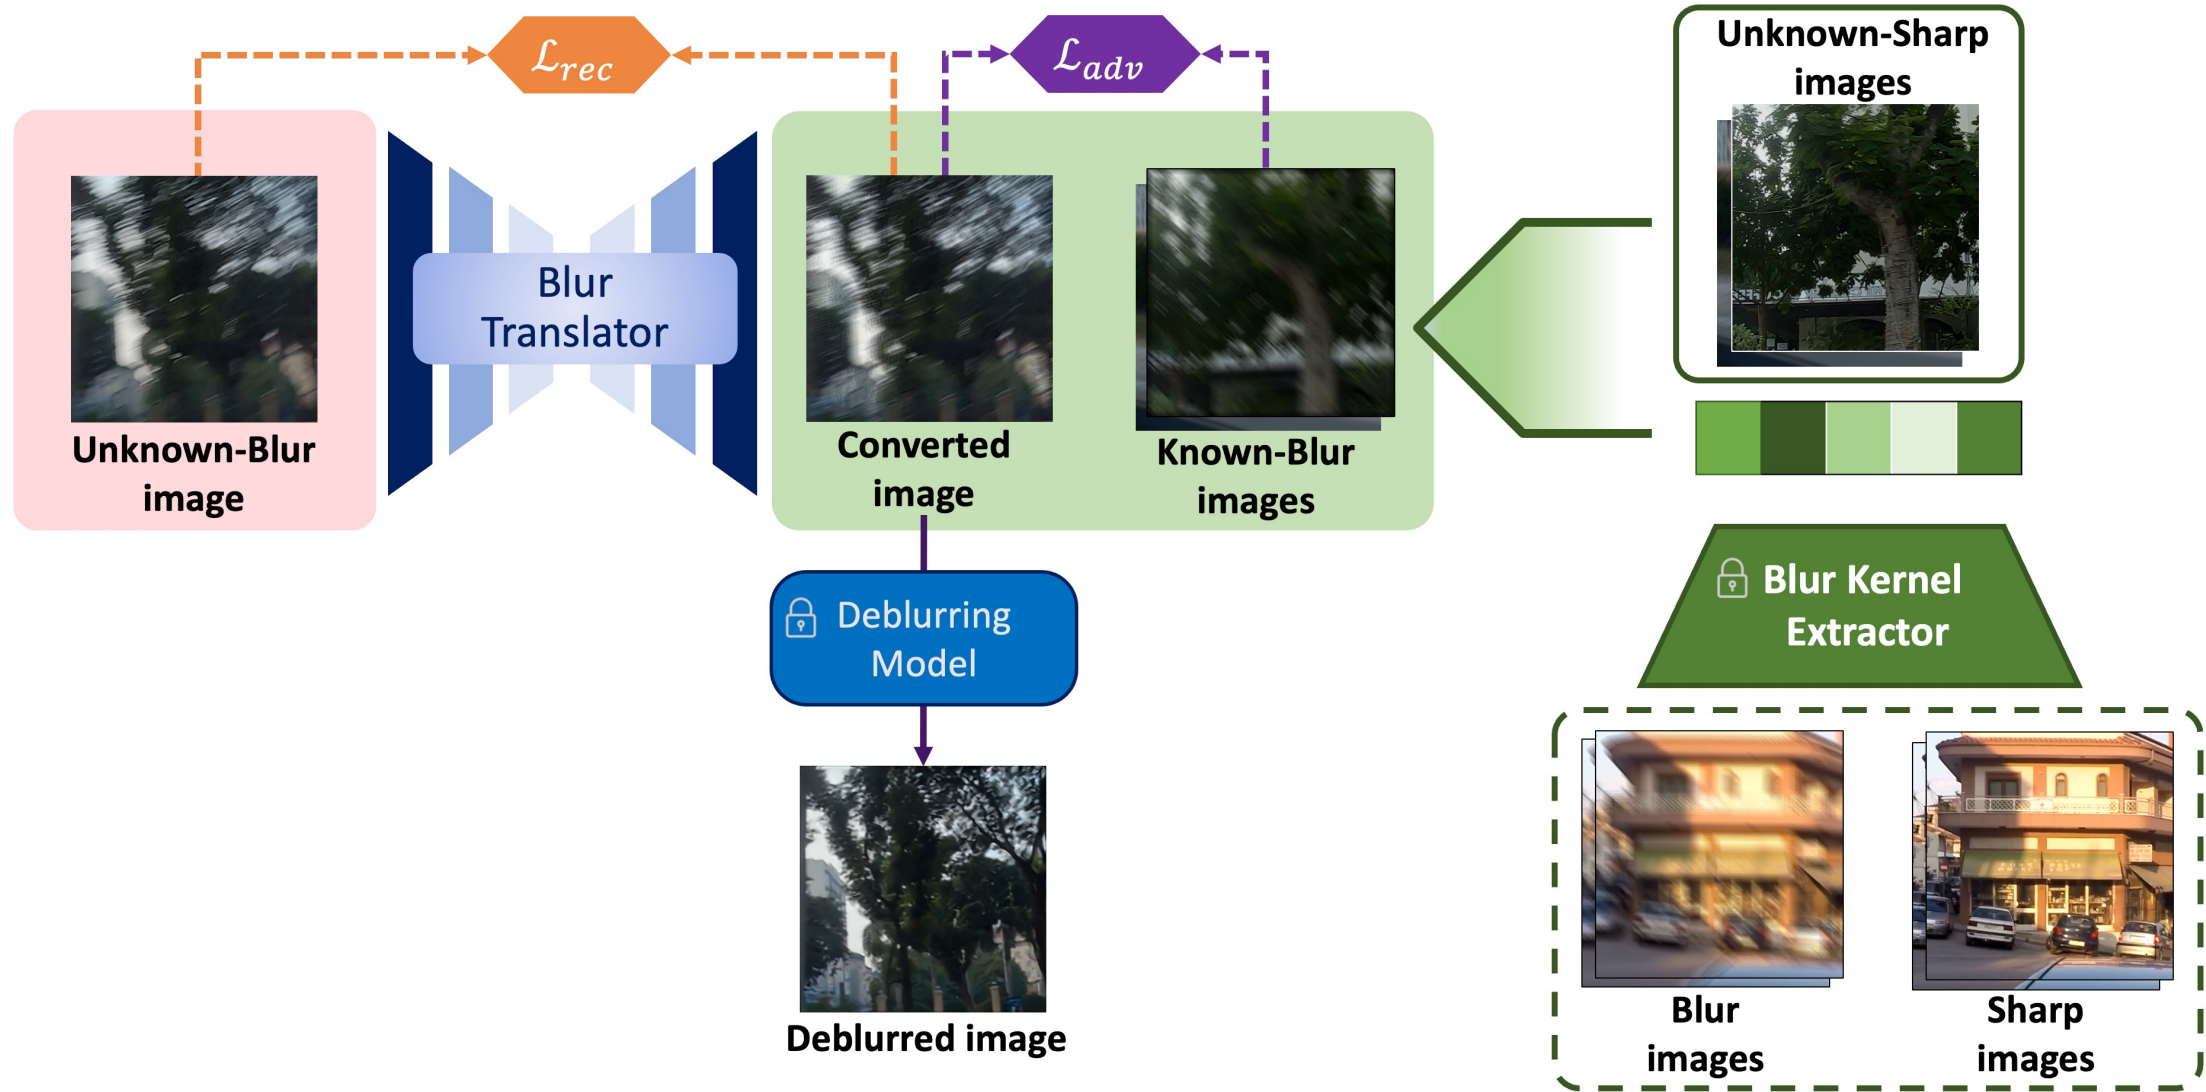 ℒrec
ℒadv
Unknown-Sharp
images
Blur
Translator
Unknown-Blur
image
Converted
image
Known-Blur
images
Blur Kernel
Extractor
Deblurring
Model
Deblurred image
Blur
images
Sharp
images